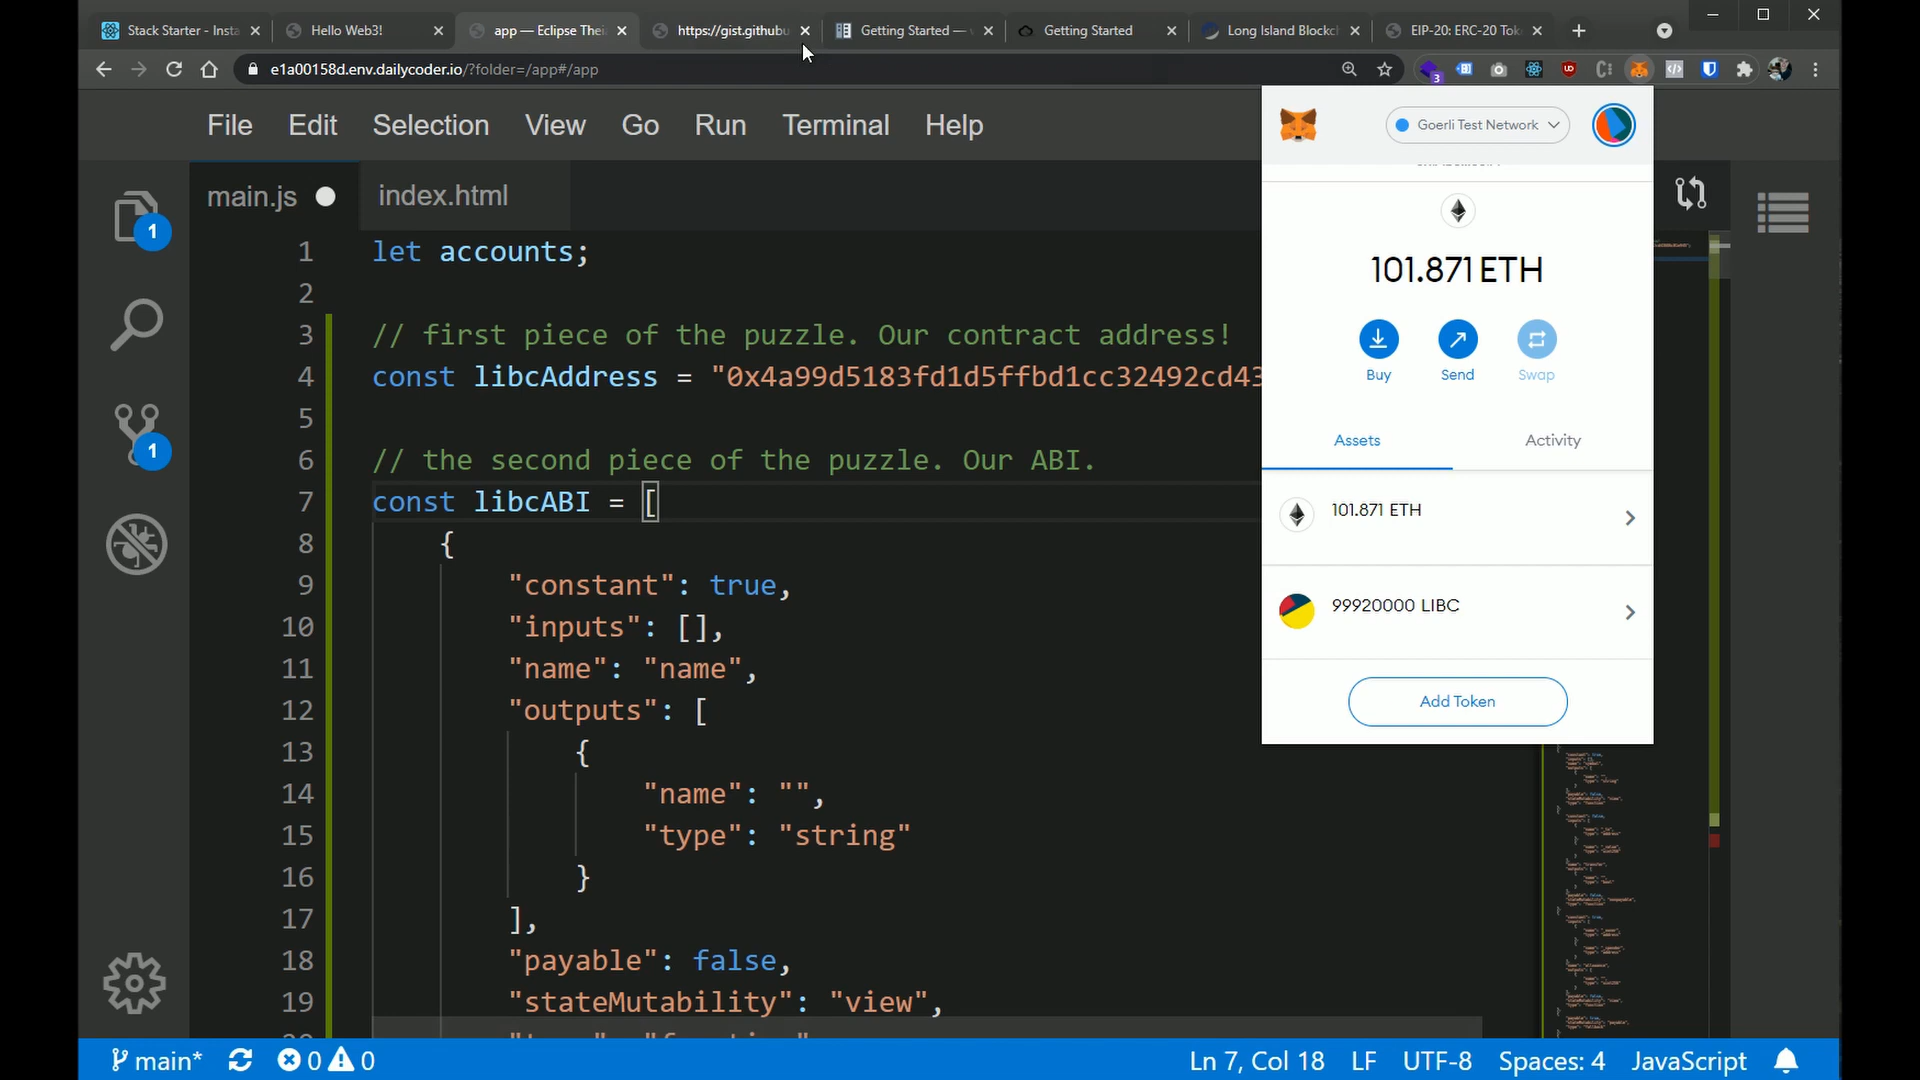 Stack Starter - Insta
Hello Web3!
app — Eclipse Thei
https://gist.githubu
Getting Started —
Getting Started
Long Island Blockc
EIP-20: ERC-20 Tok
e1a00158d.env.dailycoder.io/?folder=/app#/app
3
File Edit Selection View Go Run Terminal Help
Goerli Test Network
main.js
index.html
1
1
1 let accounts;
2
3 // first piece of the puzzle. Our contract address!
4 const libcAddress = "0x4a99d5183fd1d5ffbd1cc32492cd43
5
6 // the second piece of the puzzle. Our ABI.
7 const libcABI = [
8 {
9 "constant": true,
10 "inputs": [],
11 "name": "name",
12 "outputs": [
13 {
14 "name": "",
15 "type": "string"
16 }
17 ],
18 "payable": false,
19 "stateMutability": "view",
101.871 ETH
Buy
Send
Swap
Assets
Activity
101.871 ETH
99920000 LIBC
Add Token
main*
0
0
Ln 7, Col 18
LF
UTF-8
Spaces: 4
JavaScript